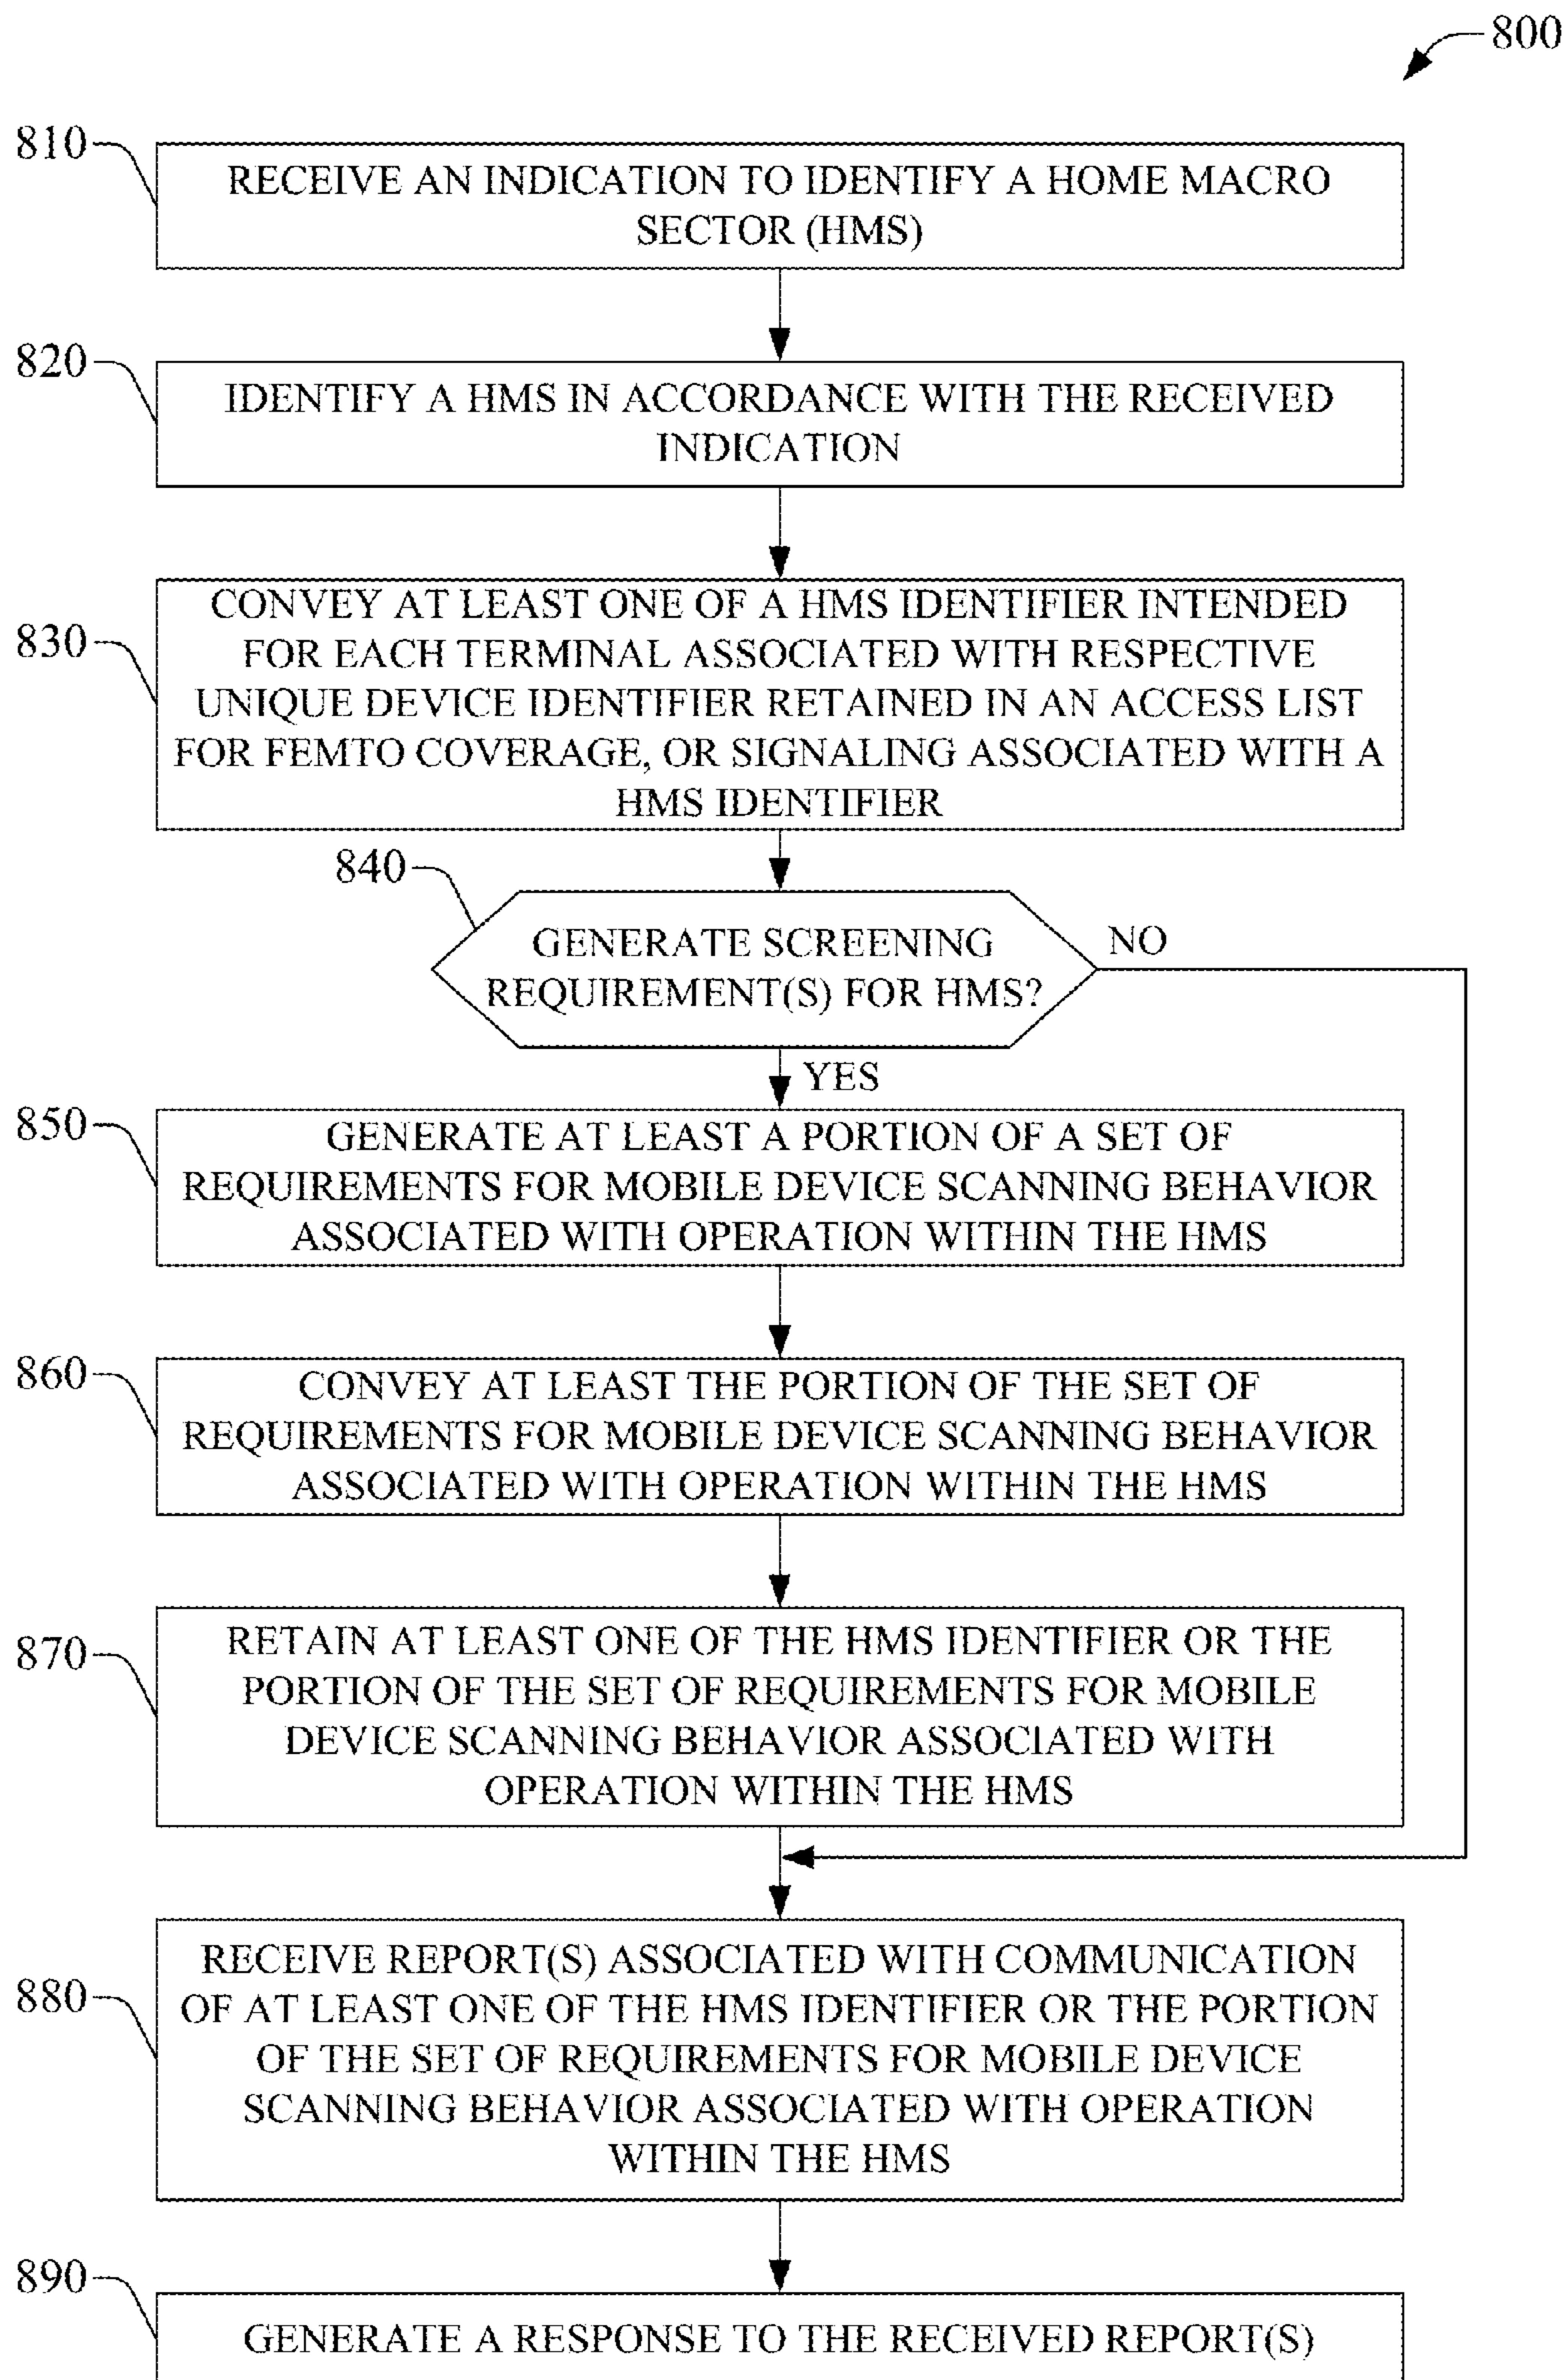 800
810
RECEIVE AN INDICATION TO IDENTIFY A HOME MACRO
SECTOR (HMS)
820
IDENTIFY A HMS IN ACCORDANCE WITH THE RECEIVED
INDICATION
830
CONVEY AT LEAST ONE OF A HMS IDENTIFIER INTENDED
FOR EACH TERMINAL ASSOCIATED WITH RESPECTIVE
UNIQUE DEVICE IDENTIFIER RETAINED IN AN ACCESS LIST
FOR FEMTO COVERAGE, OR SIGNALING ASSOCIATED WITH A
HMS IDENTIFIER
840
GENERATE SCREENING
REQUIREMENT(S) FOR HMS?
NO
YES
850
GENERATE AT LEAST A PORTION OF A SET OF
REQUIREMENTS FOR MOBILE DEVICE SCANNING BEHAVIOR
ASSOCIATED WITH OPERATION WITHIN THE HMS
860
CONVEY AT LEAST THE PORTION OF THE SET OF
REQUIREMENTS FOR MOBILE DEVICE SCANNING BEHAVIOR
ASSOCIATED WITH OPERATION WITHIN THE HMS
870
RETAIN AT LEAST ONE OF THE HMS IDENTIFIER OR THE
PORTION OF THE SET OF REQUIREMENTS FOR MOBILE
DEVICE SCANNING BEHAVIOR ASSOCIATED WITH
OPERATION WITHIN THE HMS
880
RECEIVE REPORT(S) ASSOCIATED WITH COMMUNICATION
OF AT LEAST ONE OF THE HMS IDENTIFIER OR THE PORTION
OF THE SET OF REQUIREMENTS FOR MOBILE DEVICE
SCANNING BEHAVIOR ASSOCIATED WITH OPERATION
WITHIN THE HMS
890
GENERATE A RESPONSE TO THE RECEIVED REPORT(S)